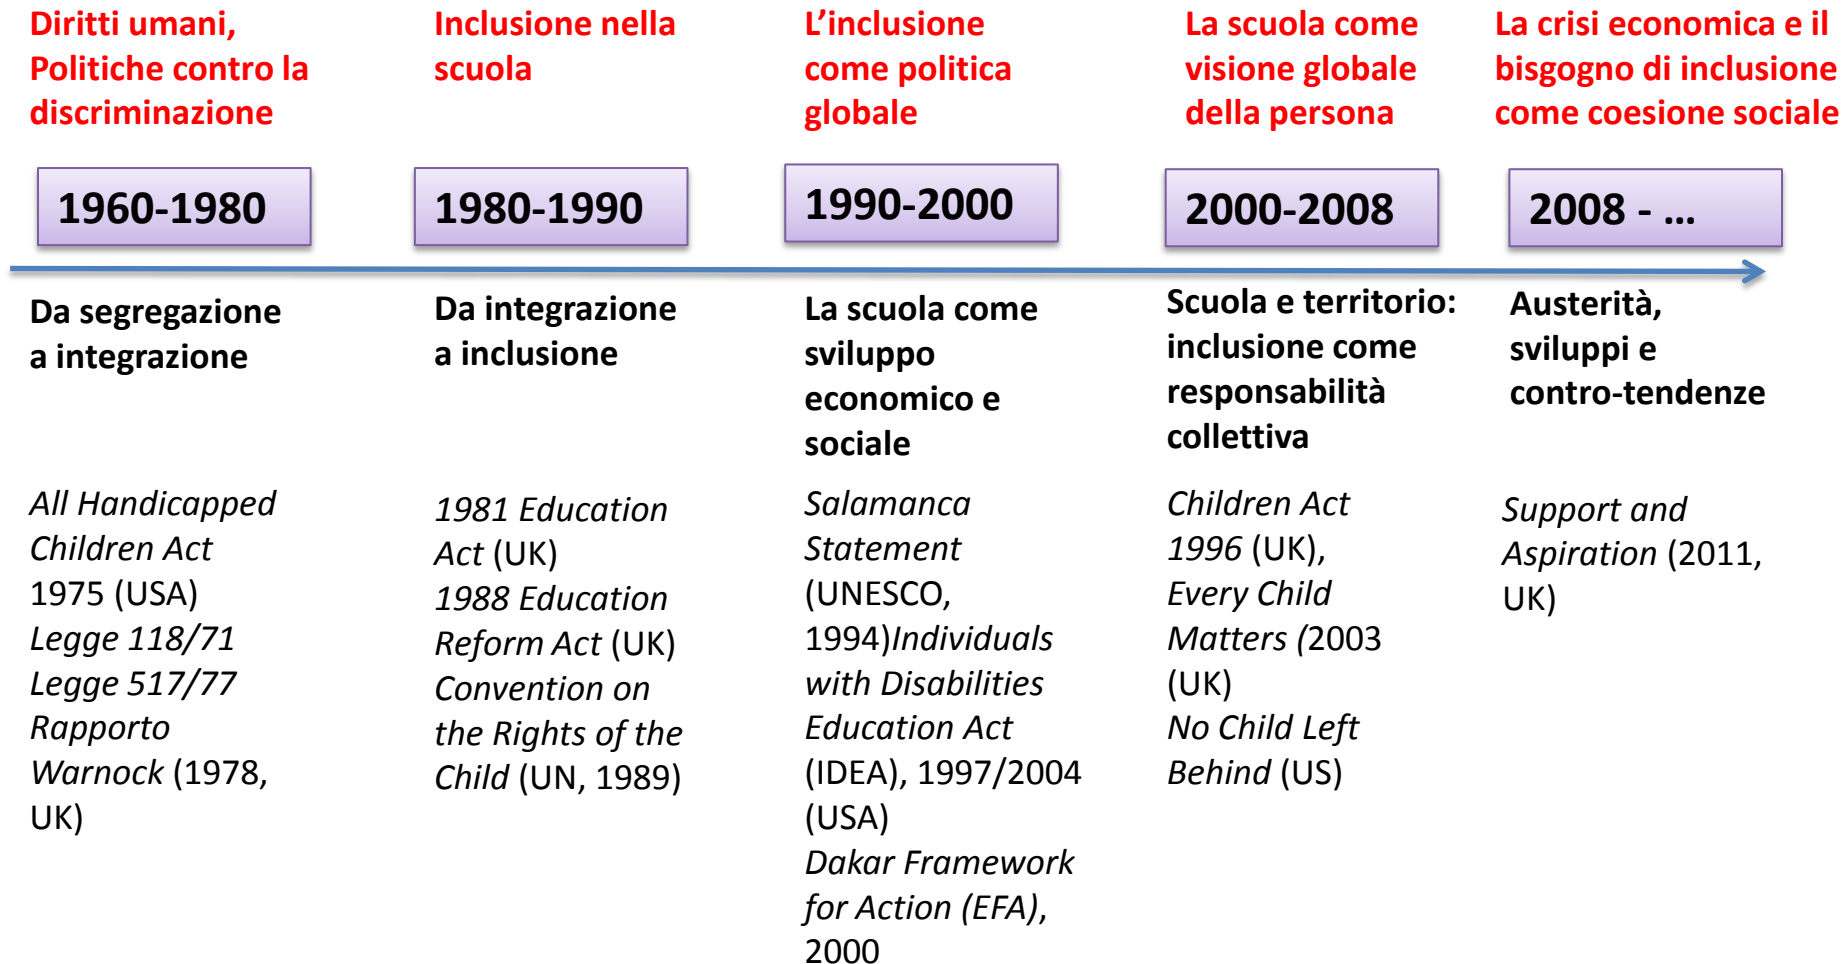 Diritti umani,
Politiche contro la
discriminazione
Inclusione nella
scuola
L’inclusione
come politica
globale
La scuola come
visione globale
della persona
La crisi economica e il
bisgogno di inclusione
come coesione sociale
1960-1980
1980-1990
1990-2000
2000-2008
2008 - ...
Da segregazione
a integrazione
Da integrazione
a inclusione
La scuola come
sviluppo
economico e
sociale
Scuola e territorio:
inclusione come
responsabilità
collettiva
Austerità,
sviluppi e
contro-tendenze
All Handicapped
Children Act
1975 (USA)
Legge 118/71
Legge 517/77
Rapporto
Warnock (1978,
UK)
1981 Education
Act (UK)
1988 Education
Reform Act (UK)
Convention on
the Rights of the
Child (UN, 1989)
Salamanca
Statement
(UNESCO,
1994)Individuals
with Disabilities
Education Act
(IDEA), 1997/2004
(USA)
Dakar Framework
for Action (EFA),
2000
Children Act
1996 (UK),
Every Child
Matters (2003
(UK)
No Child Left
Behind (US)
Support and
Aspiration (2011,
UK)